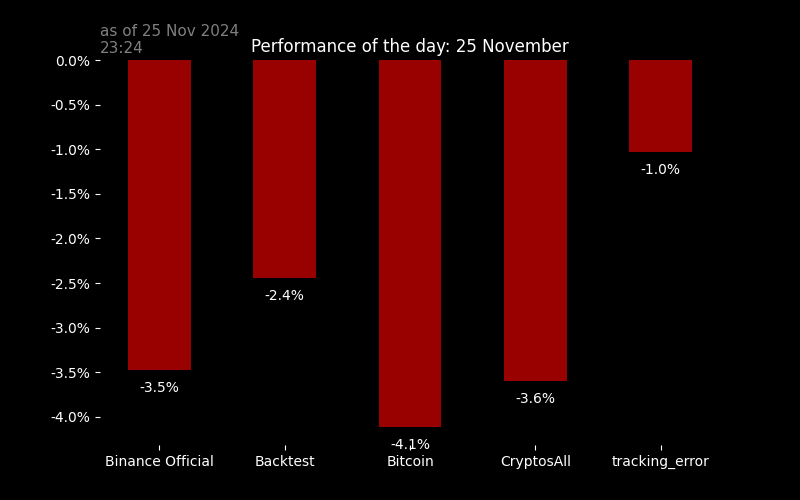 as of 25 Nov 2024
23:24
Performance of the day: 25 November
0.0%
-0.5%
-1.0%
-1.5%
-2.0%
-2.5%
-3.0%
-3.5%
-4.0%
-3.5%
-2.4%
-4.1%
-3.6%
-1.0%
Binance Official
Backtest
Bitcoin
CryptosAll
tracking_error